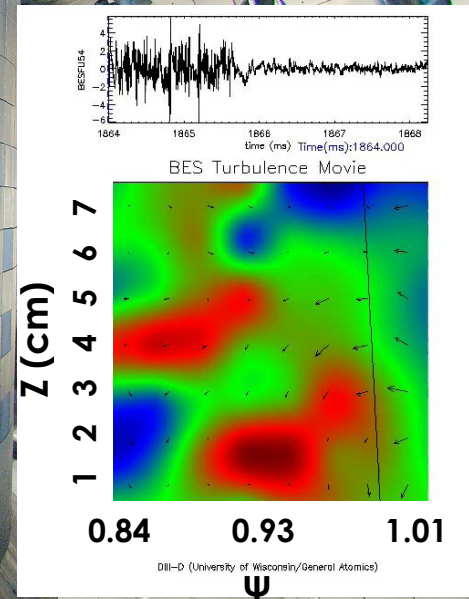 4
2
0
−2
−4
−6
BESFU64
1864 1865 1866 1867 1868
time (ms) Time(ms):1864.000
BES Turbulence Movie
7
6
5
4
3
2
1
Z (cm)
0.84 0.93 1.01
DIII−D (University of Wisconsin/General Atomics)
Ψ